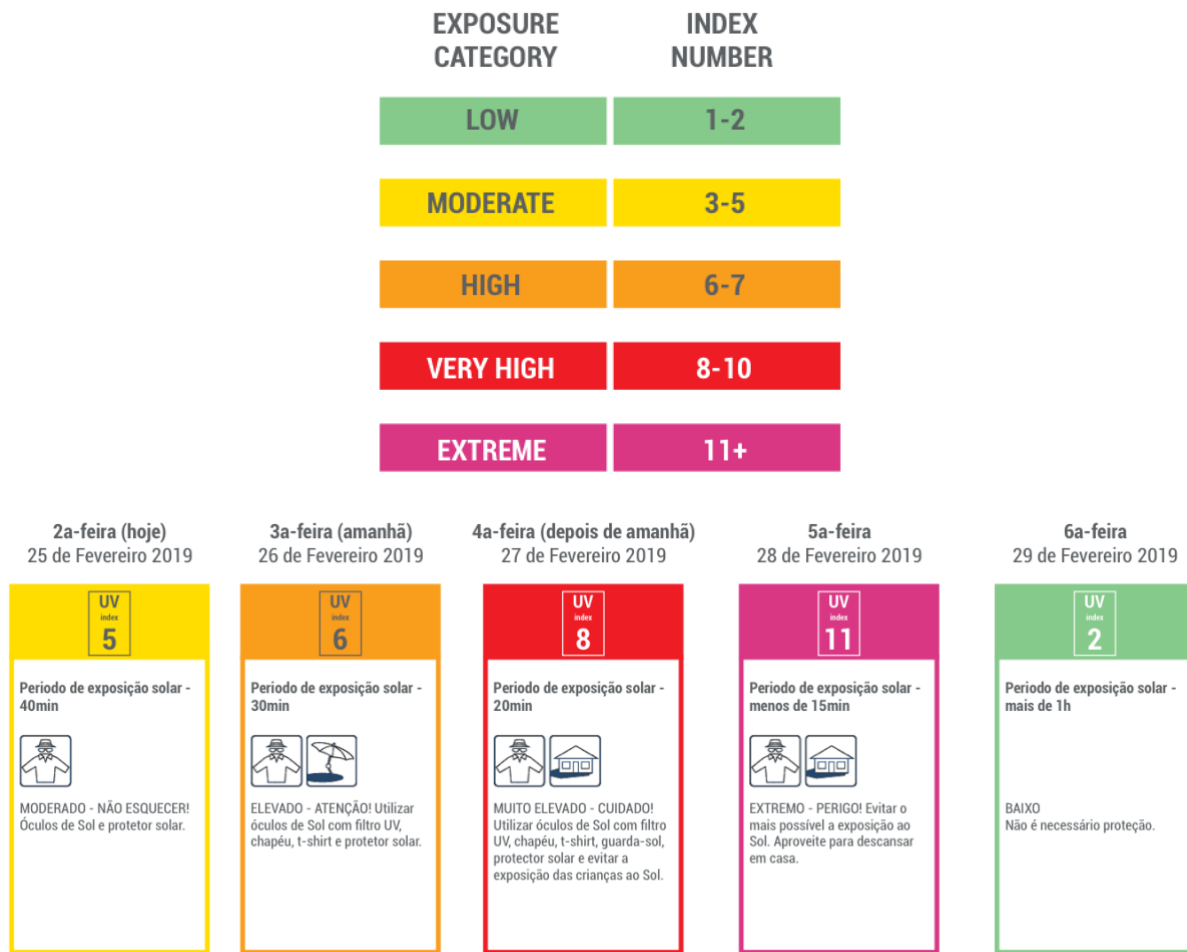 EXPOSURE
CATEGORY
INDEX
NUMBER
LOW
1-2
MODERATE
3-5
HIGH
6-7
VERY HIGH
8-10
EXTREME
11+
2a-feira (hoje)
25 de Fevereiro 2019
UV
index
5
Periodo de exposição solar -
40min
MODERADO - NÃO ESQUECER!
Óculos de Sol e protetor solar.
3a-feira (amanhã)
26 de Fevereiro 2019
UV
index
6
Periodo de exposição solar -
30min
ELEVADO - ATENÇÃO! Utilizar
óculos de Sol com filtro UV,
chapéu, t-shirt e protetor solar.
4a-feira (depois de amanhã)
27 de Fevereiro 2019
UV
index
8
Periodo de exposição solar -
20min
MUITO ELEVADO - CUIDADO!
Utilizar óculos de Sol com filtro
UV, chapéu, t-shirt, guarda-sol,
protector solar e evitar a
exposição das crianças ao Sol.
5a-feira
28 de Fevereiro 2019
UV
index
11
Periodo de exposição solar -
menos de 15min
EXTREMO - PERIGO! Evitar o
mais possível a exposição ao
Sol. Aproveite para descansar
em casa.
6a-feira
29 de Fevereiro 2019
UV
index
2
Periodo de exposição solar -
mais de 1h
BAIXO
Não é necessário proteção.